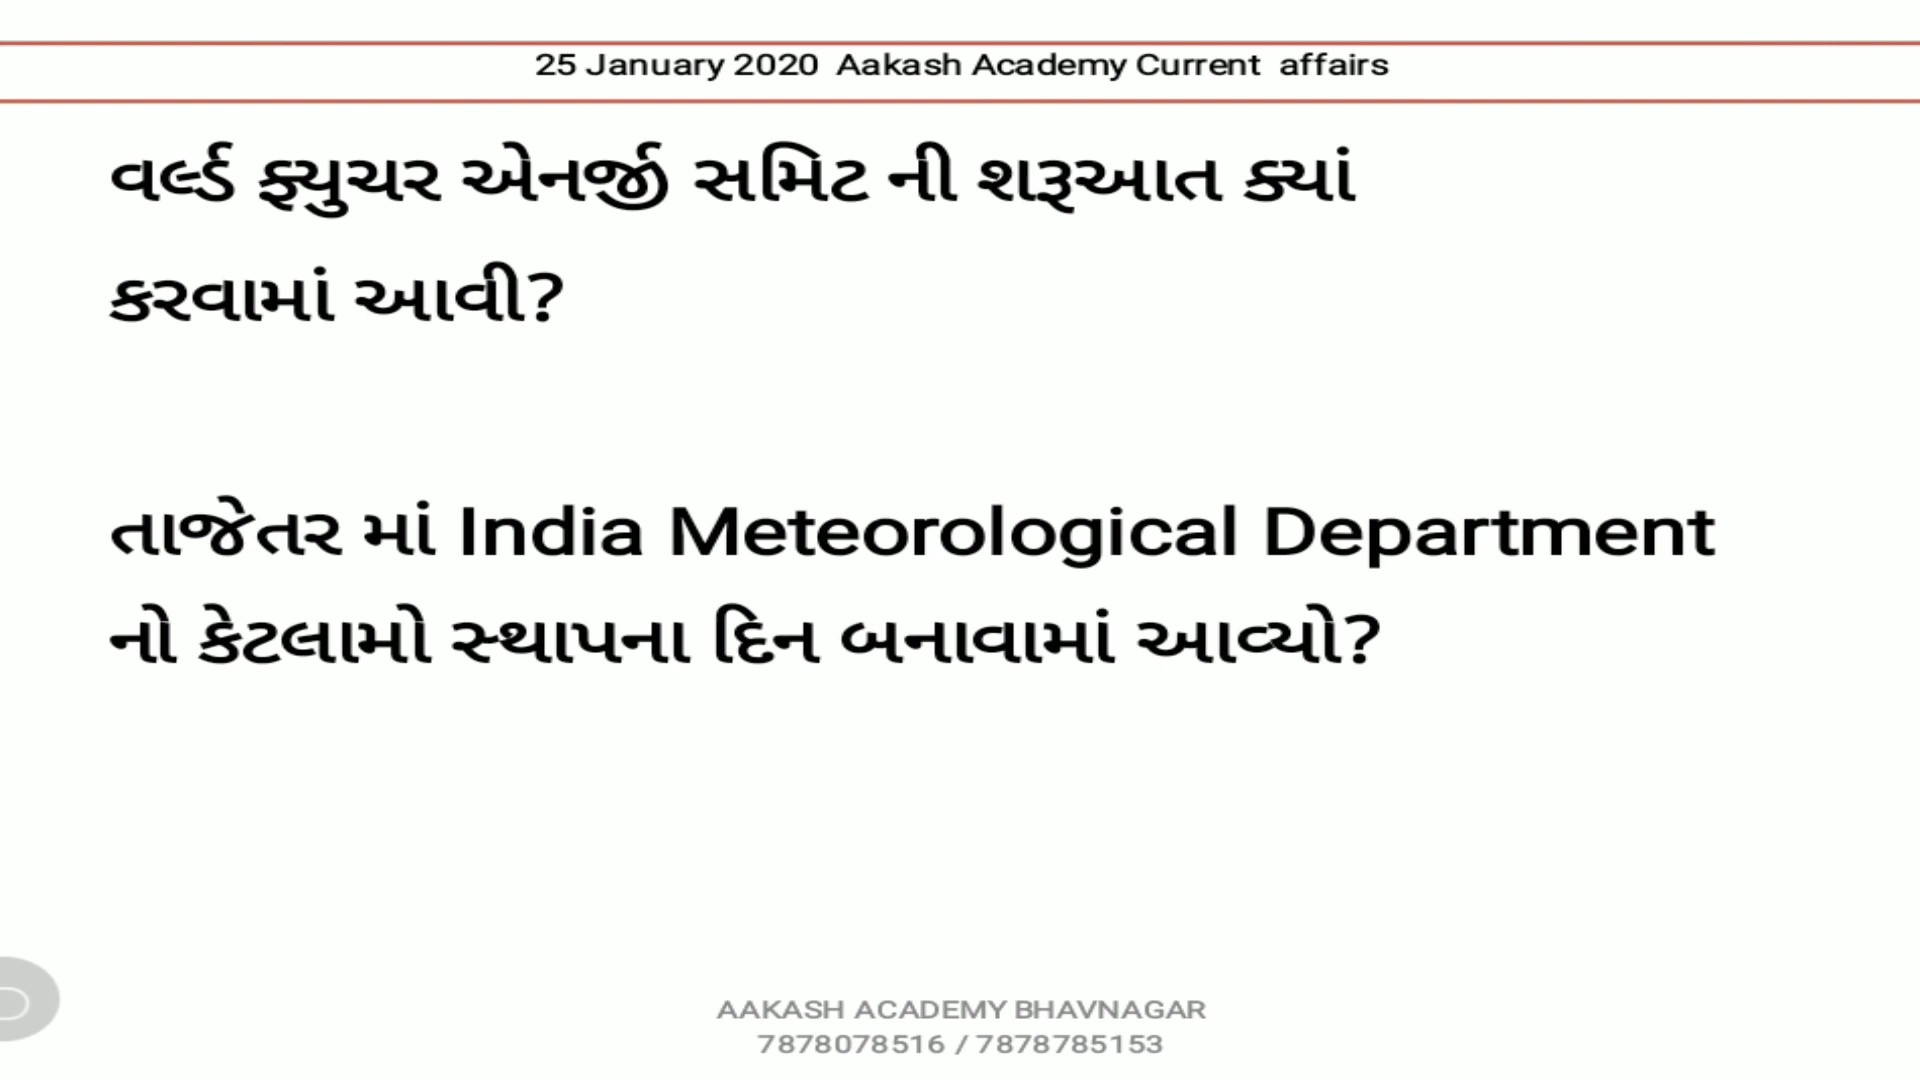 25 January 2020 Aakash Academy Current affairs
વર્લ્ડ ફ્યુચર એનર્જી સમિટ ની શરૂઆત ક્યાં
કરવામાં આવી?
તાજેતર માં India Meteorological Department
નો કેટલામો સ્થાપના દિન બનાવામાં આવ્યો?
AAKASH ACADEMY BHAVNAGAR
7878078516 / 7878785153